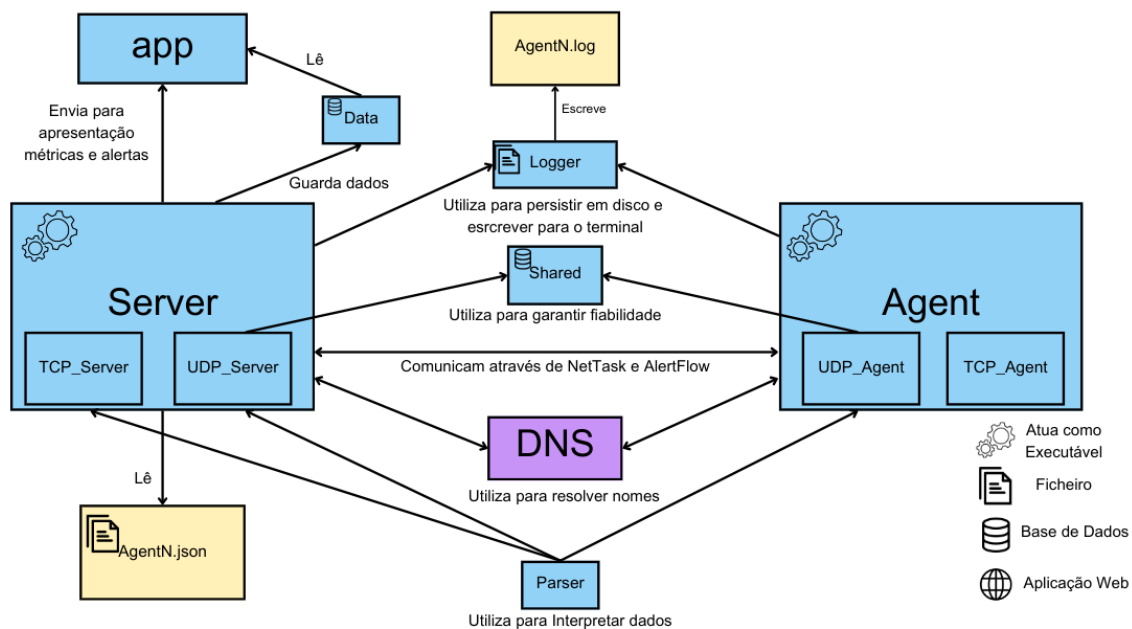 app
AgentN.log
Lê
Escreve
Envia para
apresentação
métricas e alertas
Data
Logger
Guarda dados
Utiliza para persistir em disco e
esrcrever para o terminal
Server
Shared
Agent
Utiliza para garantir fiabilidade
TCP_Server
UDP_Server
Comunicam através de NetTask e AlertFlow
UDP_Agent
TCP_Agent
DNS
Utiliza para resolver nomes
Lê
AgentN.json
Parser
Utiliza para Interpretar dados
Atua como
Executável
Ficheiro
Base de Dados
Aplicação Web